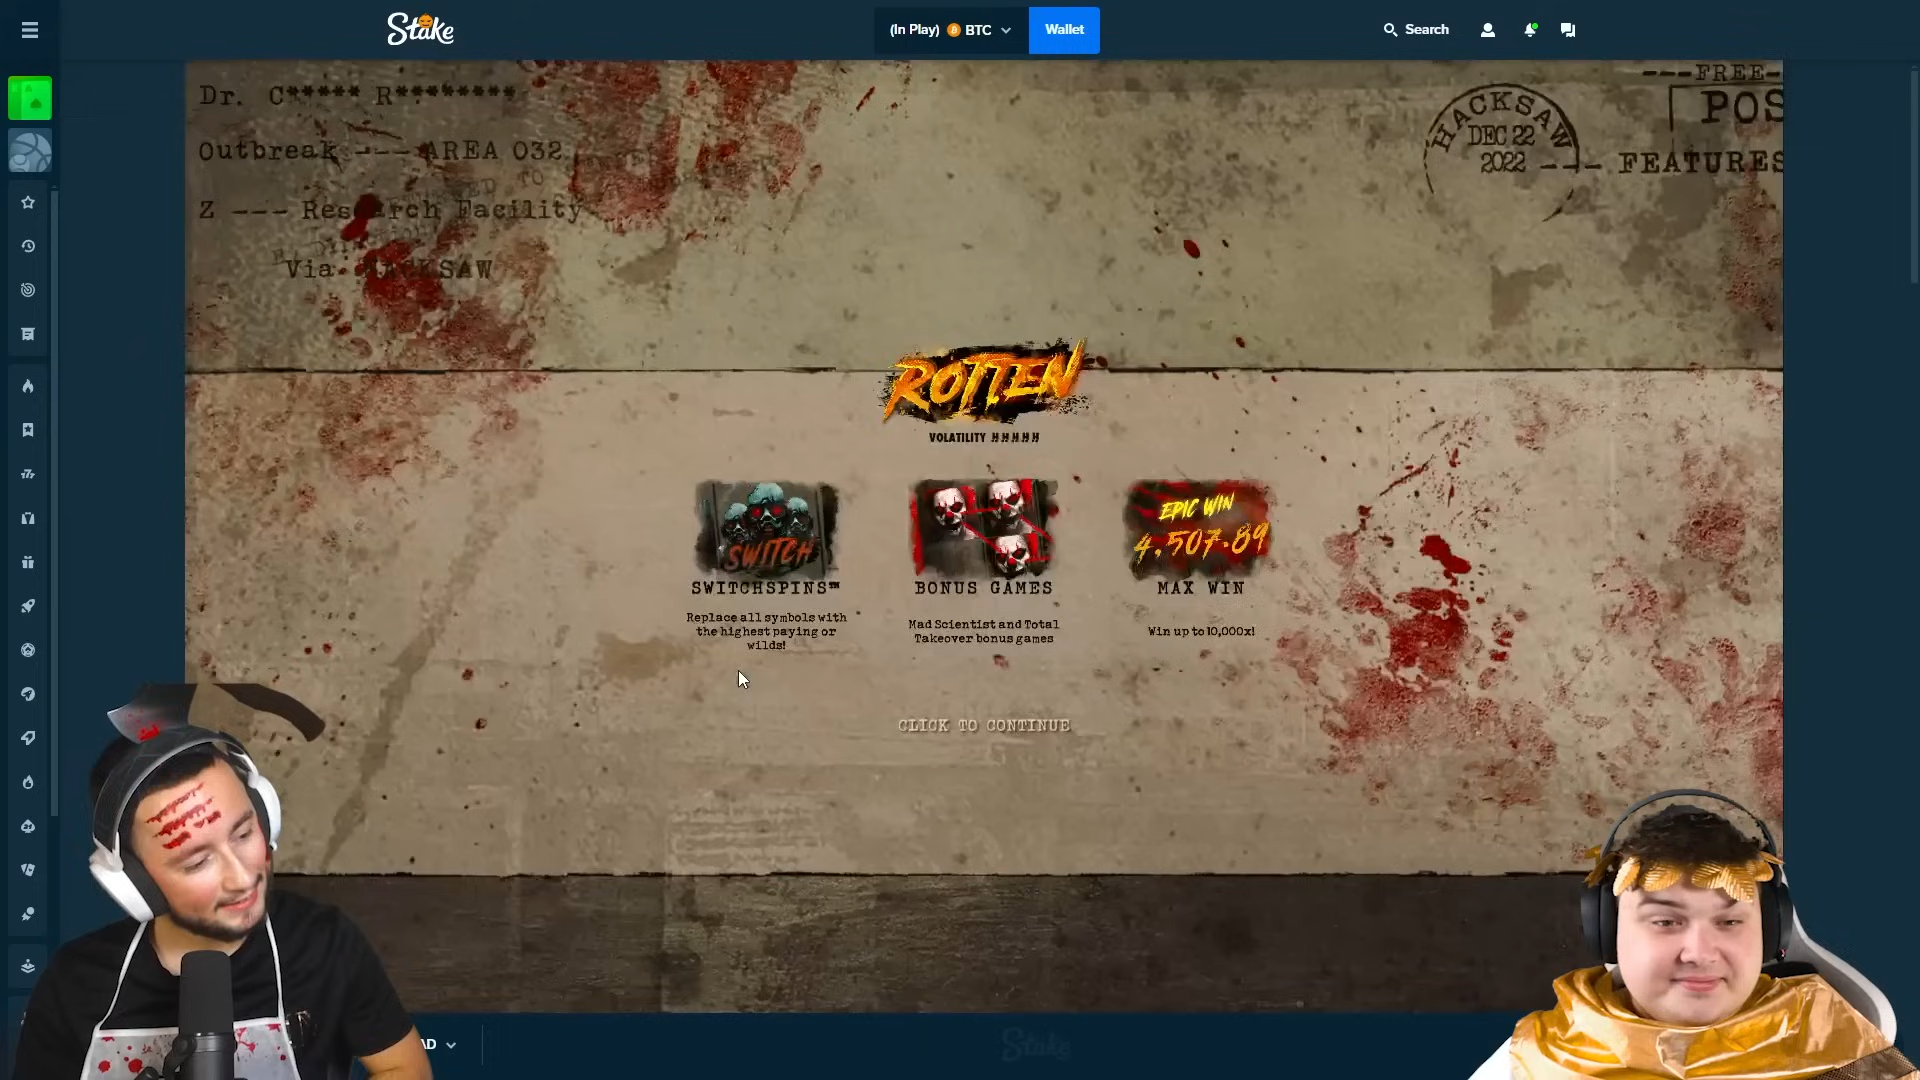 Stake
(In Play) BTC
Wallet
Search
Dr. C***** R********
Outbreak --- AREA 032
Z --- Research Facility
Via HACKSAW
HACKSAW
DEC 22
2022
---FREE-
POS
--- FEATURES
ROTTEN
VOLATILITY
SWITCH
EPIC WIN
4,507.89
SWITCHSPINS™
BONUS GAMES
MAX WIN
Replace all symbols with
the highest paying or
wilds!
Mad Scientist and Total
Takeover bonus games
Win up to 10,000x!
CLICK TO CONTINUE
AD
Stake